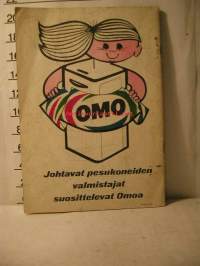 OMO
Johtavat pesukoneiden
valmistajat
suosittelevat Omoa